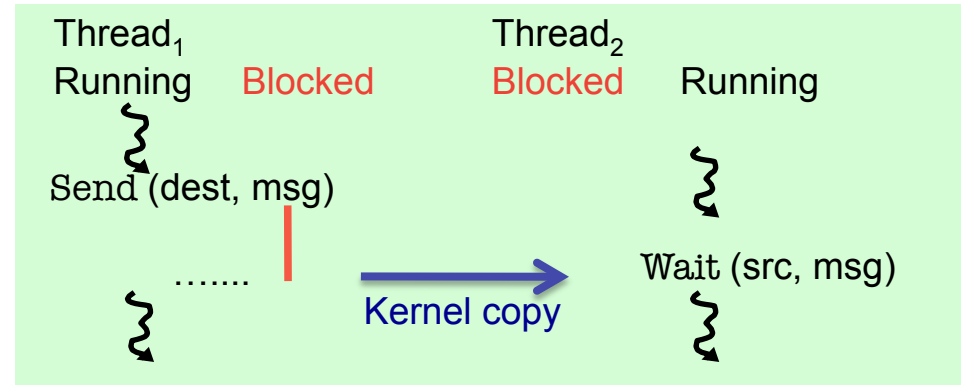 Thread₁ Thread₂
Running Blocked Blocked Running
Send (dest, msg)
….... Wait (src, msg)
Kernel copy